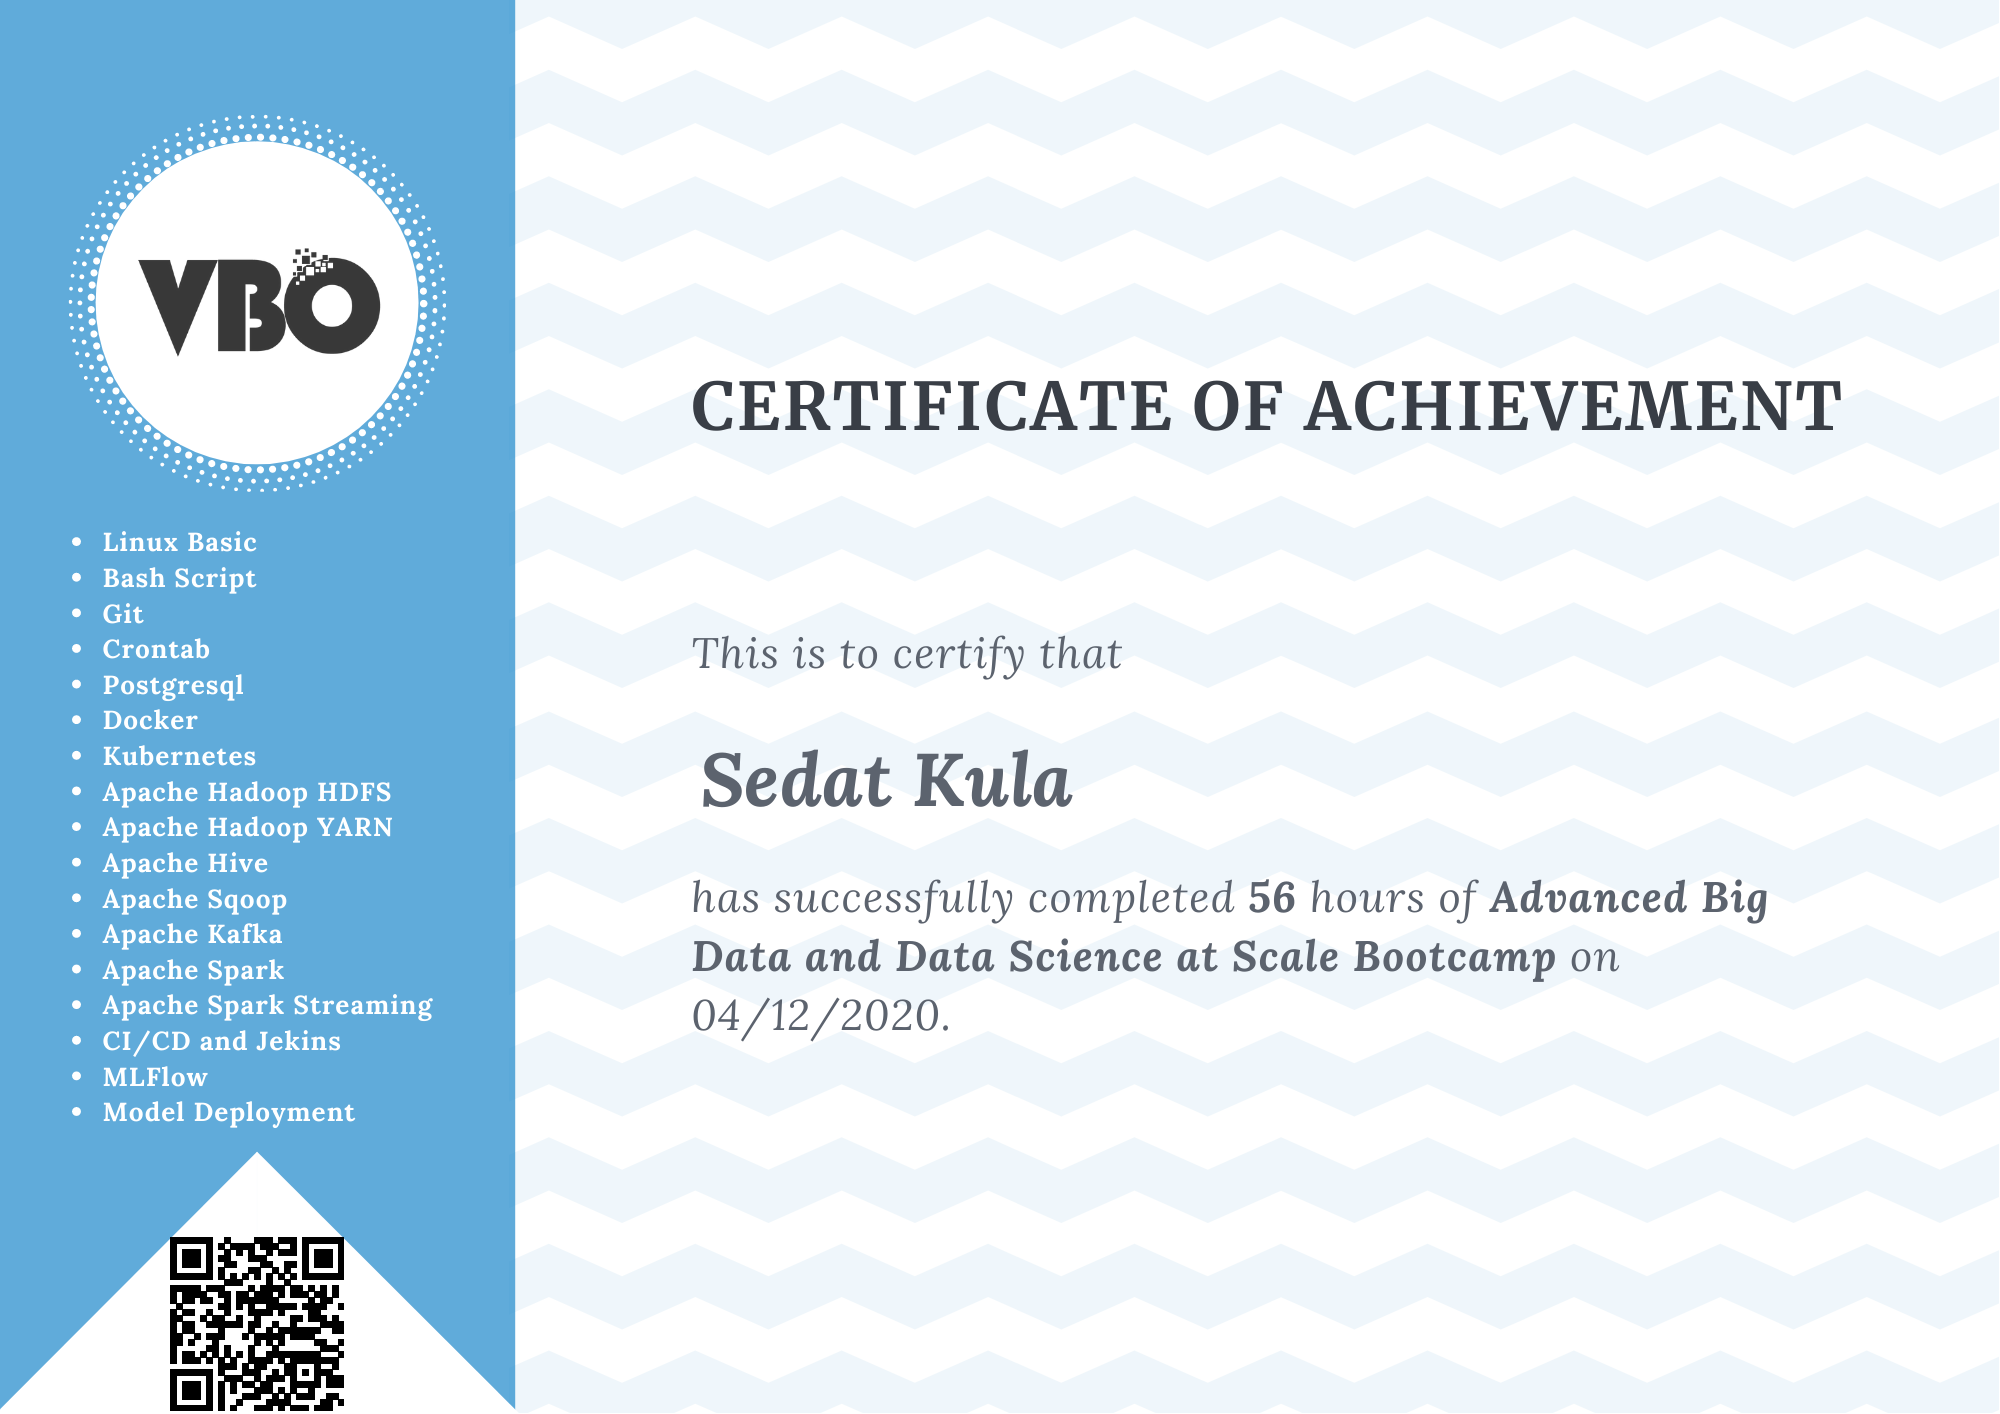 VBO
• Linux Basic
• Bash Script
• Git
• Crontab
• Postgresql
• Docker
• Kubernetes
• Apache Hadoop HDFS
• Apache Hadoop YARN
• Apache Hive
• Apache Sqoop
• Apache Kafka
• Apache Spark
• Apache Spark Streaming
• CI/CD and Jekins
• MLFlow
• Model Deployment
CERTIFICATE OF ACHIEVEMENT
This is to certify that
Sedat Kula
has successfully completed 56 hours of Advanced Big
Data and Data Science at Scale Bootcamp on
04/12/2020.